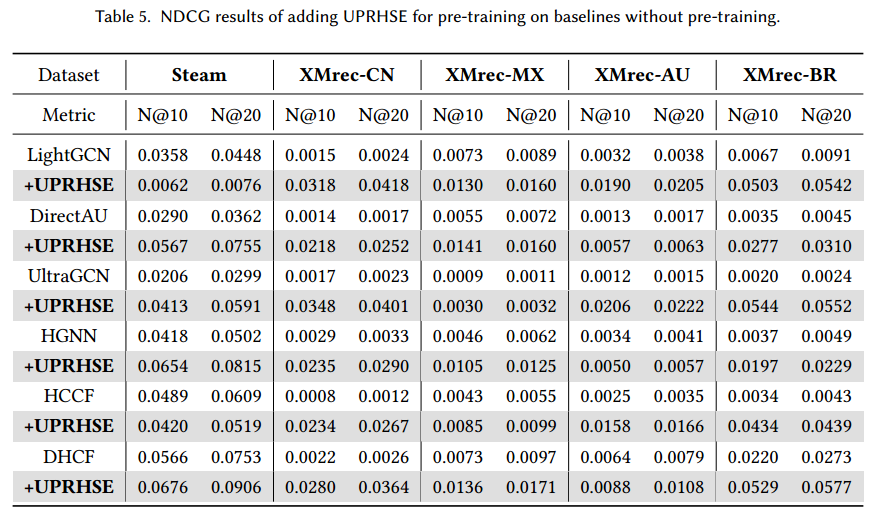 Table 5. NDCG results of adding UPRHSE for pre-training on baselines without pre-training.
Dataset Steam XMrec-CN XMrec-MX XMrec-AU XMrec-BR
Metric N@10 N@20 N@10 N@20 N@10 N@20 N@10 N@20 N@10 N@20
LightGCN 0.0358 0.0448 0.0015 0.0024 0.0073 0.0089 0.0032 0.0038 0.0067 0.0091
+UPRHSE 0.0062 0.0076 0.0318 0.0418 0.0130 0.0160 0.0190 0.0205 0.0503 0.0542
DirectAU 0.0290 0.0362 0.0014 0.0017 0.0055 0.0072 0.0013 0.0017 0.0035 0.0045
+UPRHSE 0.0567 0.0755 0.0218 0.0252 0.0141 0.0160 0.0057 0.0063 0.0277 0.0310
UltraGCN 0.0206 0.0299 0.0017 0.0023 0.0009 0.0011 0.0012 0.0015 0.0020 0.0024
+UPRHSE 0.0413 0.0591 0.0348 0.0401 0.0030 0.0032 0.0206 0.0222 0.0544 0.0552
HGNN 0.0418 0.0502 0.0029 0.0033 0.0046 0.0062 0.0034 0.0041 0.0037 0.0049
+UPRHSE 0.0654 0.0815 0.0235 0.0290 0.0105 0.0125 0.0050 0.0057 0.0197 0.0229
HCCF 0.0489 0.0609 0.0008 0.0012 0.0043 0.0055 0.0025 0.0035 0.0034 0.0043
+UPRHSE 0.0420 0.0519 0.0234 0.0267 0.0085 0.0099 0.0158 0.0166 0.0434 0.0439
DHCF 0.0566 0.0753 0.0022 0.0026 0.0073 0.0097 0.0064 0.0079 0.0220 0.0273
+UPRHSE 0.0676 0.0906 0.0280 0.0364 0.0136 0.0171 0.0088 0.0108 0.0529 0.0577